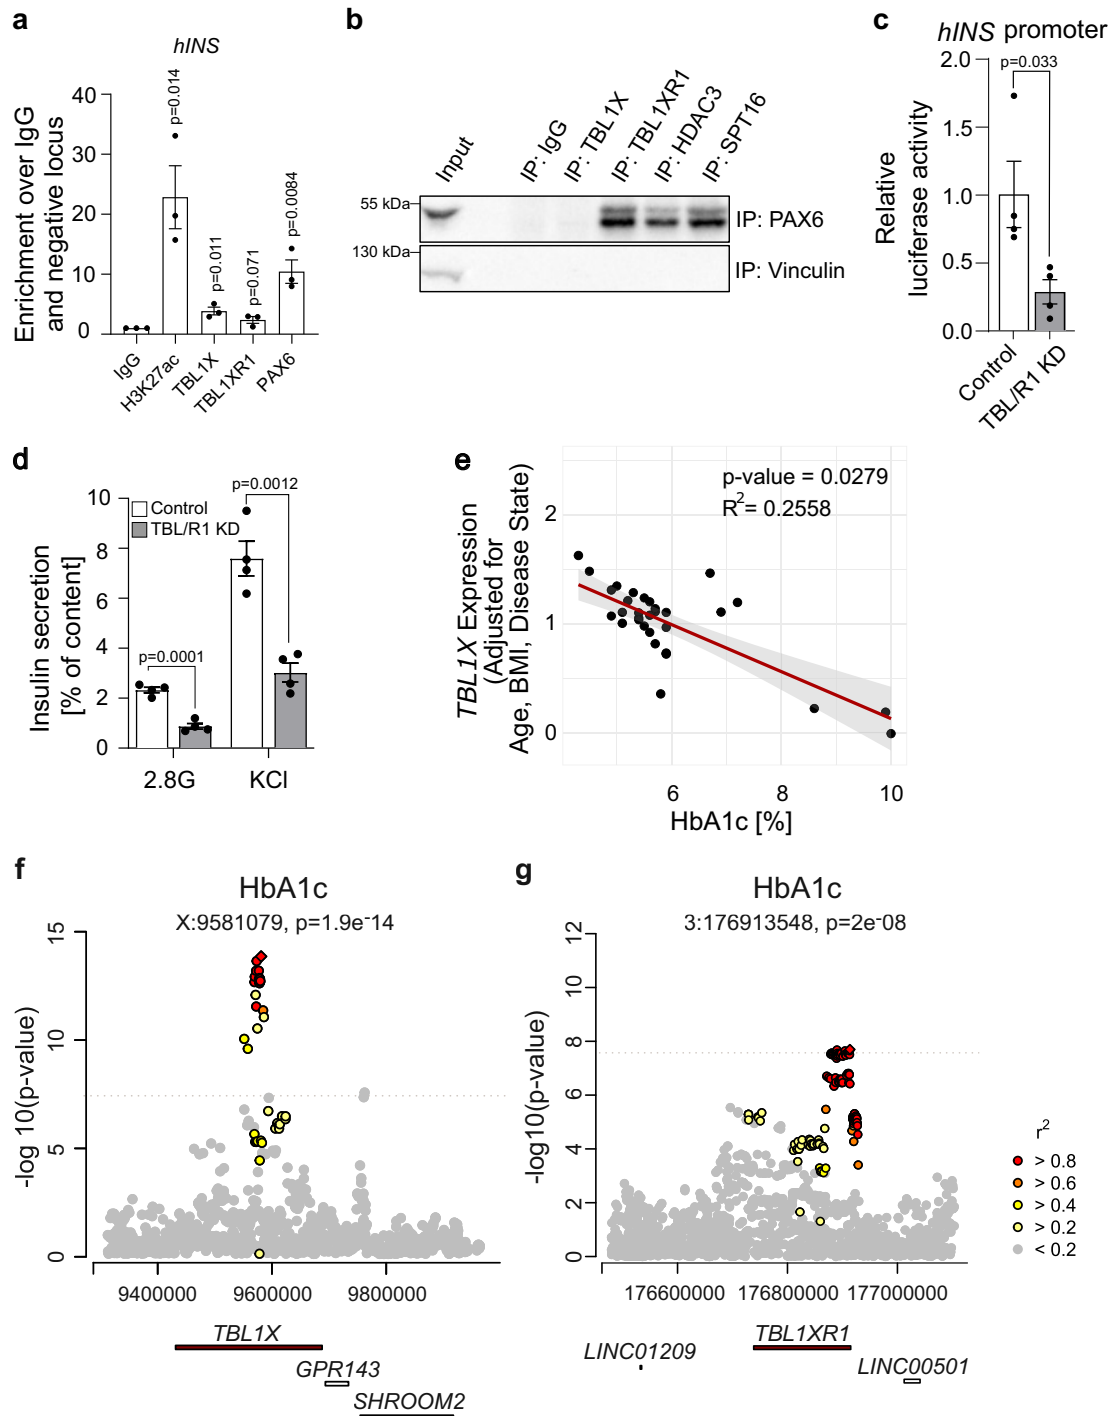 a
hINS
Enrichment over IgG
and negative locus
40
30
20
10
0
p=0.014
p=0.011
p=0.071
p=0.0084
IgG
H3K27ac
TBL1X
TBL1XR1
PAX6
b
Input
IP: IgG
IP: TBL1X
IP: TBL1XR1
IP: HDAC3
IP: SPT16
55 kDa
IP: PAX6
130 kDa
IP: Vinculin
c
hINS promoter
Relative
luciferase activity
2.0
1.5
1.0
0.5
0.0
p=0.033
Control
TBL/R1 KD
d
Insulin secretion
[% of content]
10
8
6
4
2
0
Control
TBL/R1 KD
p=0.0012
p=0.0001
2.8G
KCl
e
TBL1X Expression
(Adjusted for
Age, BMI, Disease State)
2
1
0
p-value = 0.0279
R2= 0.2558
6
8
10
HbA1c [%]
f
HbA1c
X:9581079, p=1.9e-14
-log 10(p-value)
15
10
5
0
9400000
9600000
9800000
TBL1X
GPR143
SHROOM2
g
HbA1c
3:176913548, p=2e-08
-log10(p-value)
12
10
8
6
4
2
0
176600000
176800000
177000000
LINC01209
TBL1XR1
LINC00501
r2
> 0.8
> 0.6
> 0.4
> 0.2
< 0.2